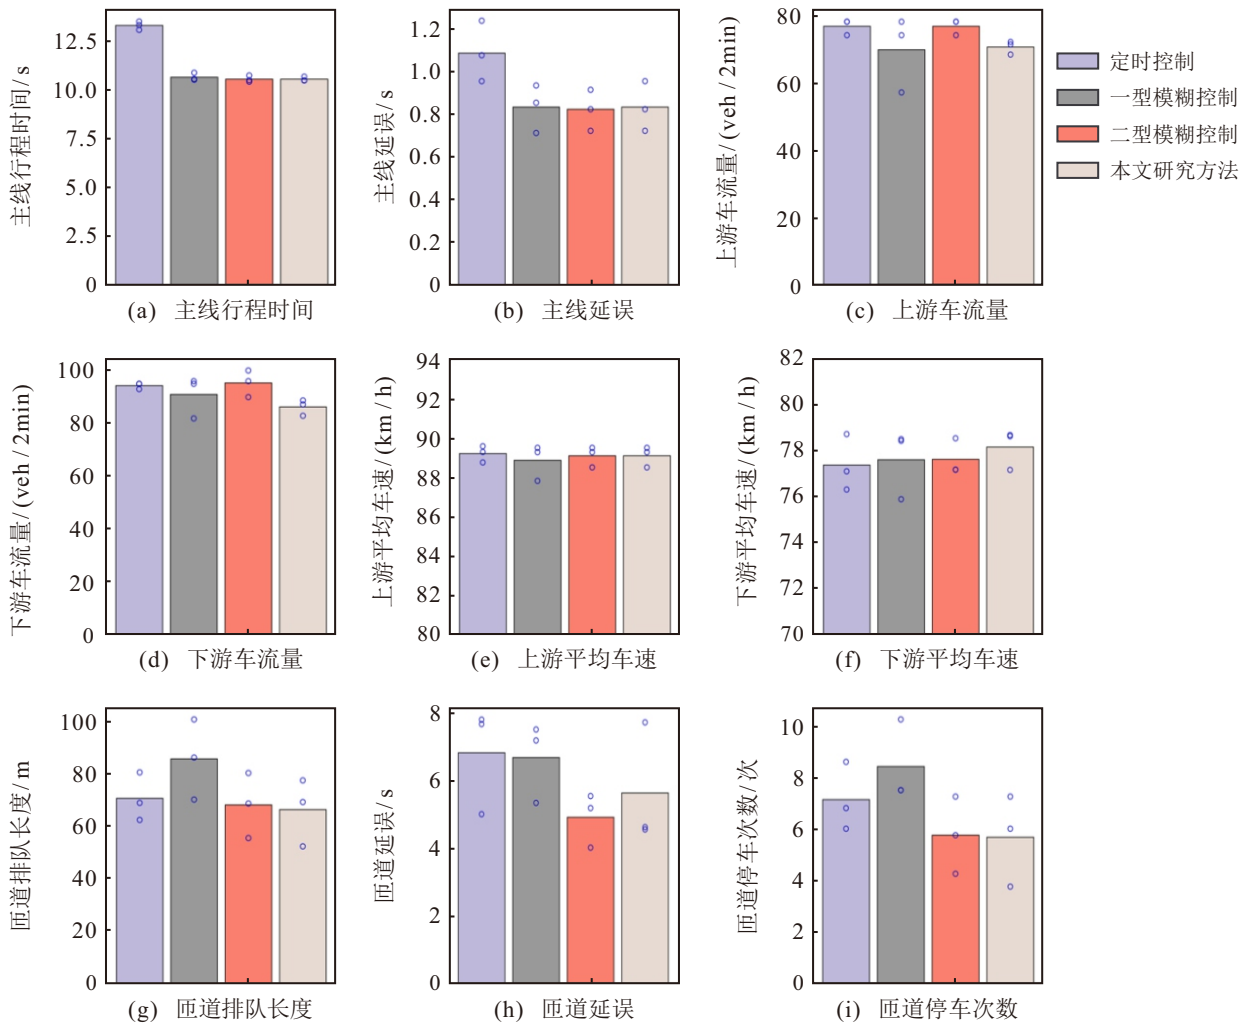 主线行程时间/s
12.5
10.0
7.5
5.0
2.5
0
(a) 主线行程时间
主线延误/s
1.2
1.0
0.8
0.6
0.4
0.2
0
(b) 主线延误
上游车流量/(veh/2min)
80
60
40
20
0
(c) 上游车流量
定时控制
一型模糊控制
二型模糊控制
本文研究方法
下游车流量/(veh/2min)
100
80
60
40
20
0
(d) 下游车流量
上游平均车速/(km/h)
94
92
90
88
86
84
82
80
(e) 上游平均车速
下游平均车速/(km/h)
82
80
78
76
74
72
70
(f) 下游平均车速
匝道排队长度/m
100
80
60
40
20
0
(g) 匝道排队长度
匝道延误/s
8
6
4
2
0
(h) 匝道延误
匝道停车次数/次
10
8
6
4
2
0
(i) 匝道停车次数